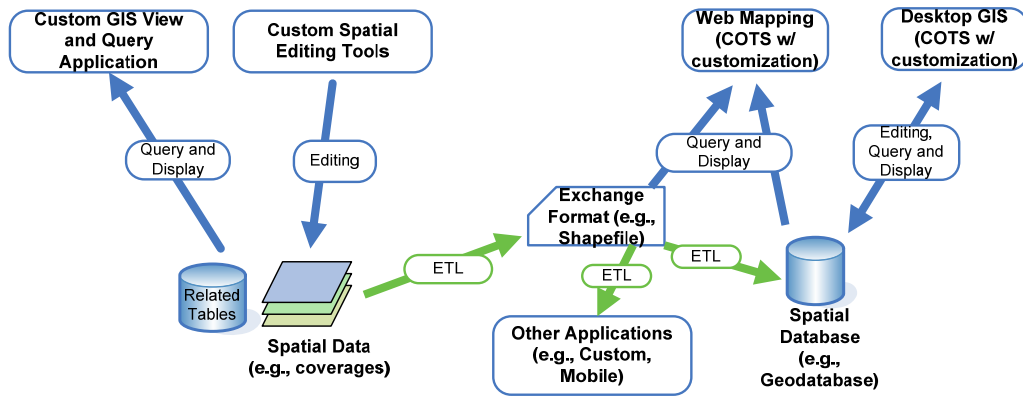 Custom GIS View
and Query
Application
Custom Spatial
Editing Tools
Web Mapping
(COTS w/
customization)
Desktop GIS
(COTS w/
customization)
Query and
Display
Editing
Query and
Display
Editing,
Query and
Display
Exchange
Format (e.g.,
Shapefile)
ETL
ETL
ETL
Related
Tables
Spatial Data
(e.g., coverages)
Other Applications
(e.g., Custom,
Mobile)
Spatial
Database
(e.g.,
Geodatabase)